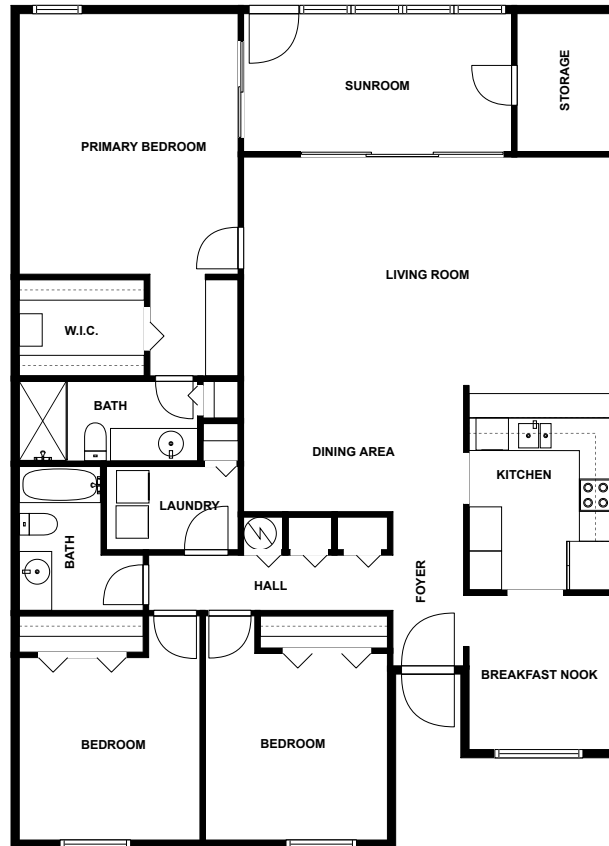 SUNROOM
STORAGE
PRIMARY BEDROOM
LIVING ROOM
W.I.C.
BATH
DINING AREA
KITCHEN
LAUNDRY
BATH
HALL
FOYER
BREAKFAST NOOK
BEDROOM
BEDROOM